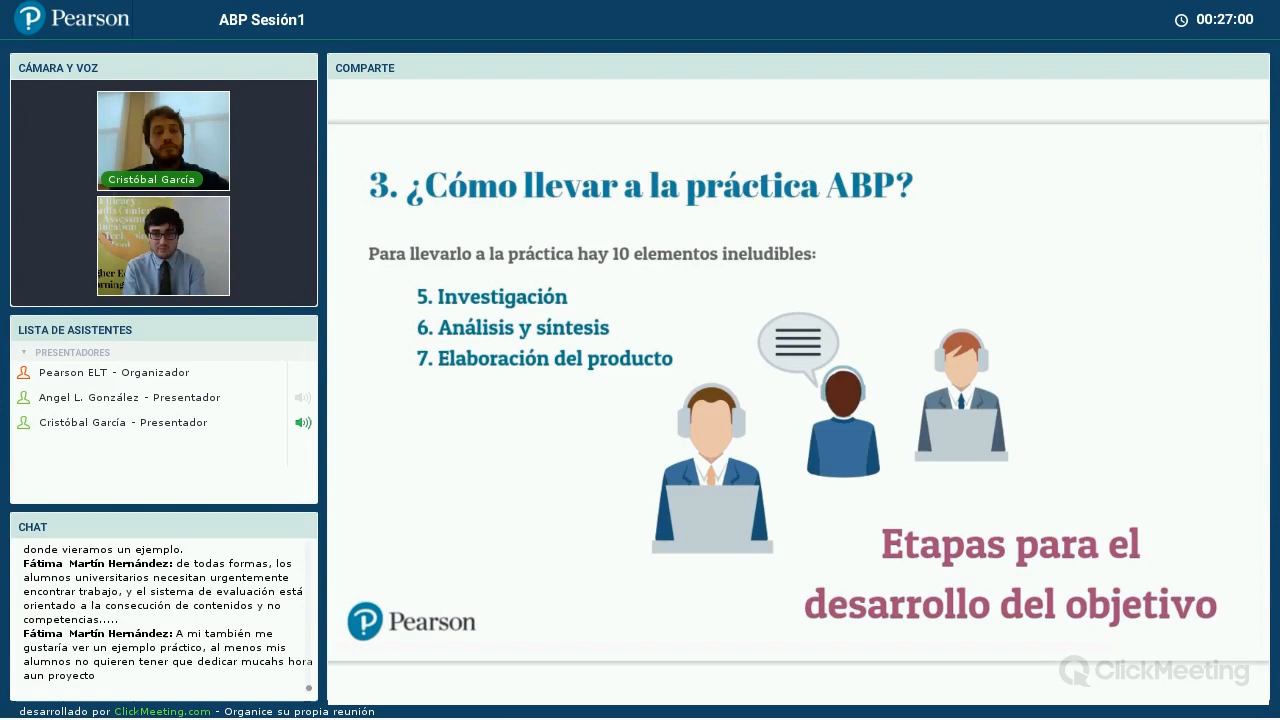 Pearson
ABP Sesión1
00:27:00
CÁMARA Y VOZ
Cristóbal García
LISTA DE ASISTENTES
PRESENTADORES
Pearson ELT - Organizador
Angel L. González - Presentador
Cristóbal García - Presentador
CHAT
donde vieramos un ejemplo.
Fátima Martín Hernández: de todas formas, los
alumnos universitarios necesitan urgentemente
encontrar trabajo, y el sistema de evaluación está
orientado a la consecución de contenidos y no
competencias.....
Fátima Martín Hernández: A mi también me
gustaría ver un ejemplo práctico, al menos mis
alumnos no quieren tener que dedicar mucahs hora
aun proyecto
COMPARTE
3. ¿Cómo llevar a la práctica ABP?
Para llevarlo a la práctica hay 10 elementos ineludibles:
5. Investigación
6. Análisis y síntesis
7. Elaboración del producto
Etapas para el
desarrollo del objetivo
Pearson
ClickMeeting
desarrollado por ClickMeeting.com - Organice su propia reunión